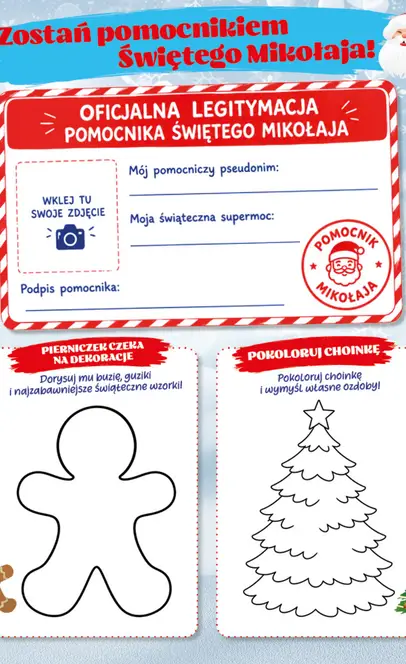 Zostań pomocnikiem
Świętego Mikołaja!
OFICJALNA LEGITYMACJA
POMOCNIKA ŚWIĘTEGO MIKOŁAJA
WKLEJ TU
SWOJE ZDJĘCIE
Mój pomocniczy pseudonim:
Moja świąteczna supermoc:
Podpis pomocnika:
POMOCNIK
MIKOŁAJA
PIERNICZEK CZEKA
NA DEKORACJE
Dorysuj mu buzię, guziki
i najzabawniejsze świąteczne wzorki!
POKOLORUJ CHOINKĘ
Pokoloruj choinkę
i wymyśl własne ozdoby!